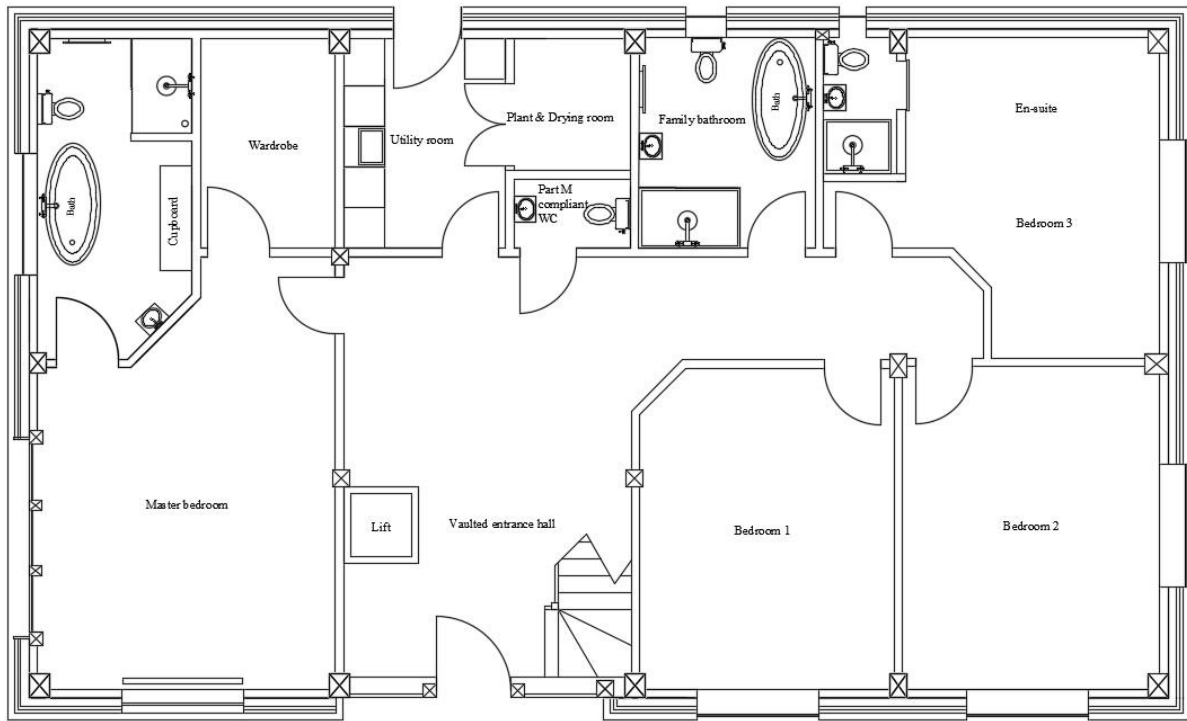 En-suite
Plant & Drying room
Family bathroom
Bath
Utility room
Wardrobe
Part M
compliant
WC
Bath
Cupboard
Bedroom 3
Master bedroom
Lift
Vaulted entrance hall
Bedroom 1
Bedroom 2